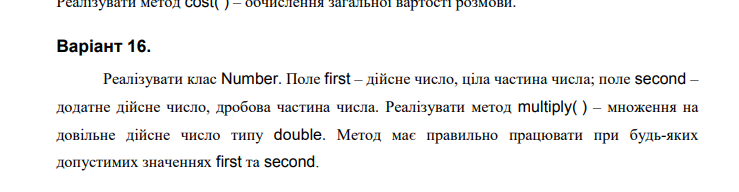 Реалізувати метод cost( ) – обчислення загальної вартості розмови.
Варіант 16.
Реалізувати клас Number. Поле first – дійсне число, ціла частина числа; поле second –
додатне дійсне число, дробова частина числа. Реалізувати метод multiply( ) – множення на
довільне дійсне число типу double. Метод має правильно працювати при будь-яких
допустимих значеннях first та second.